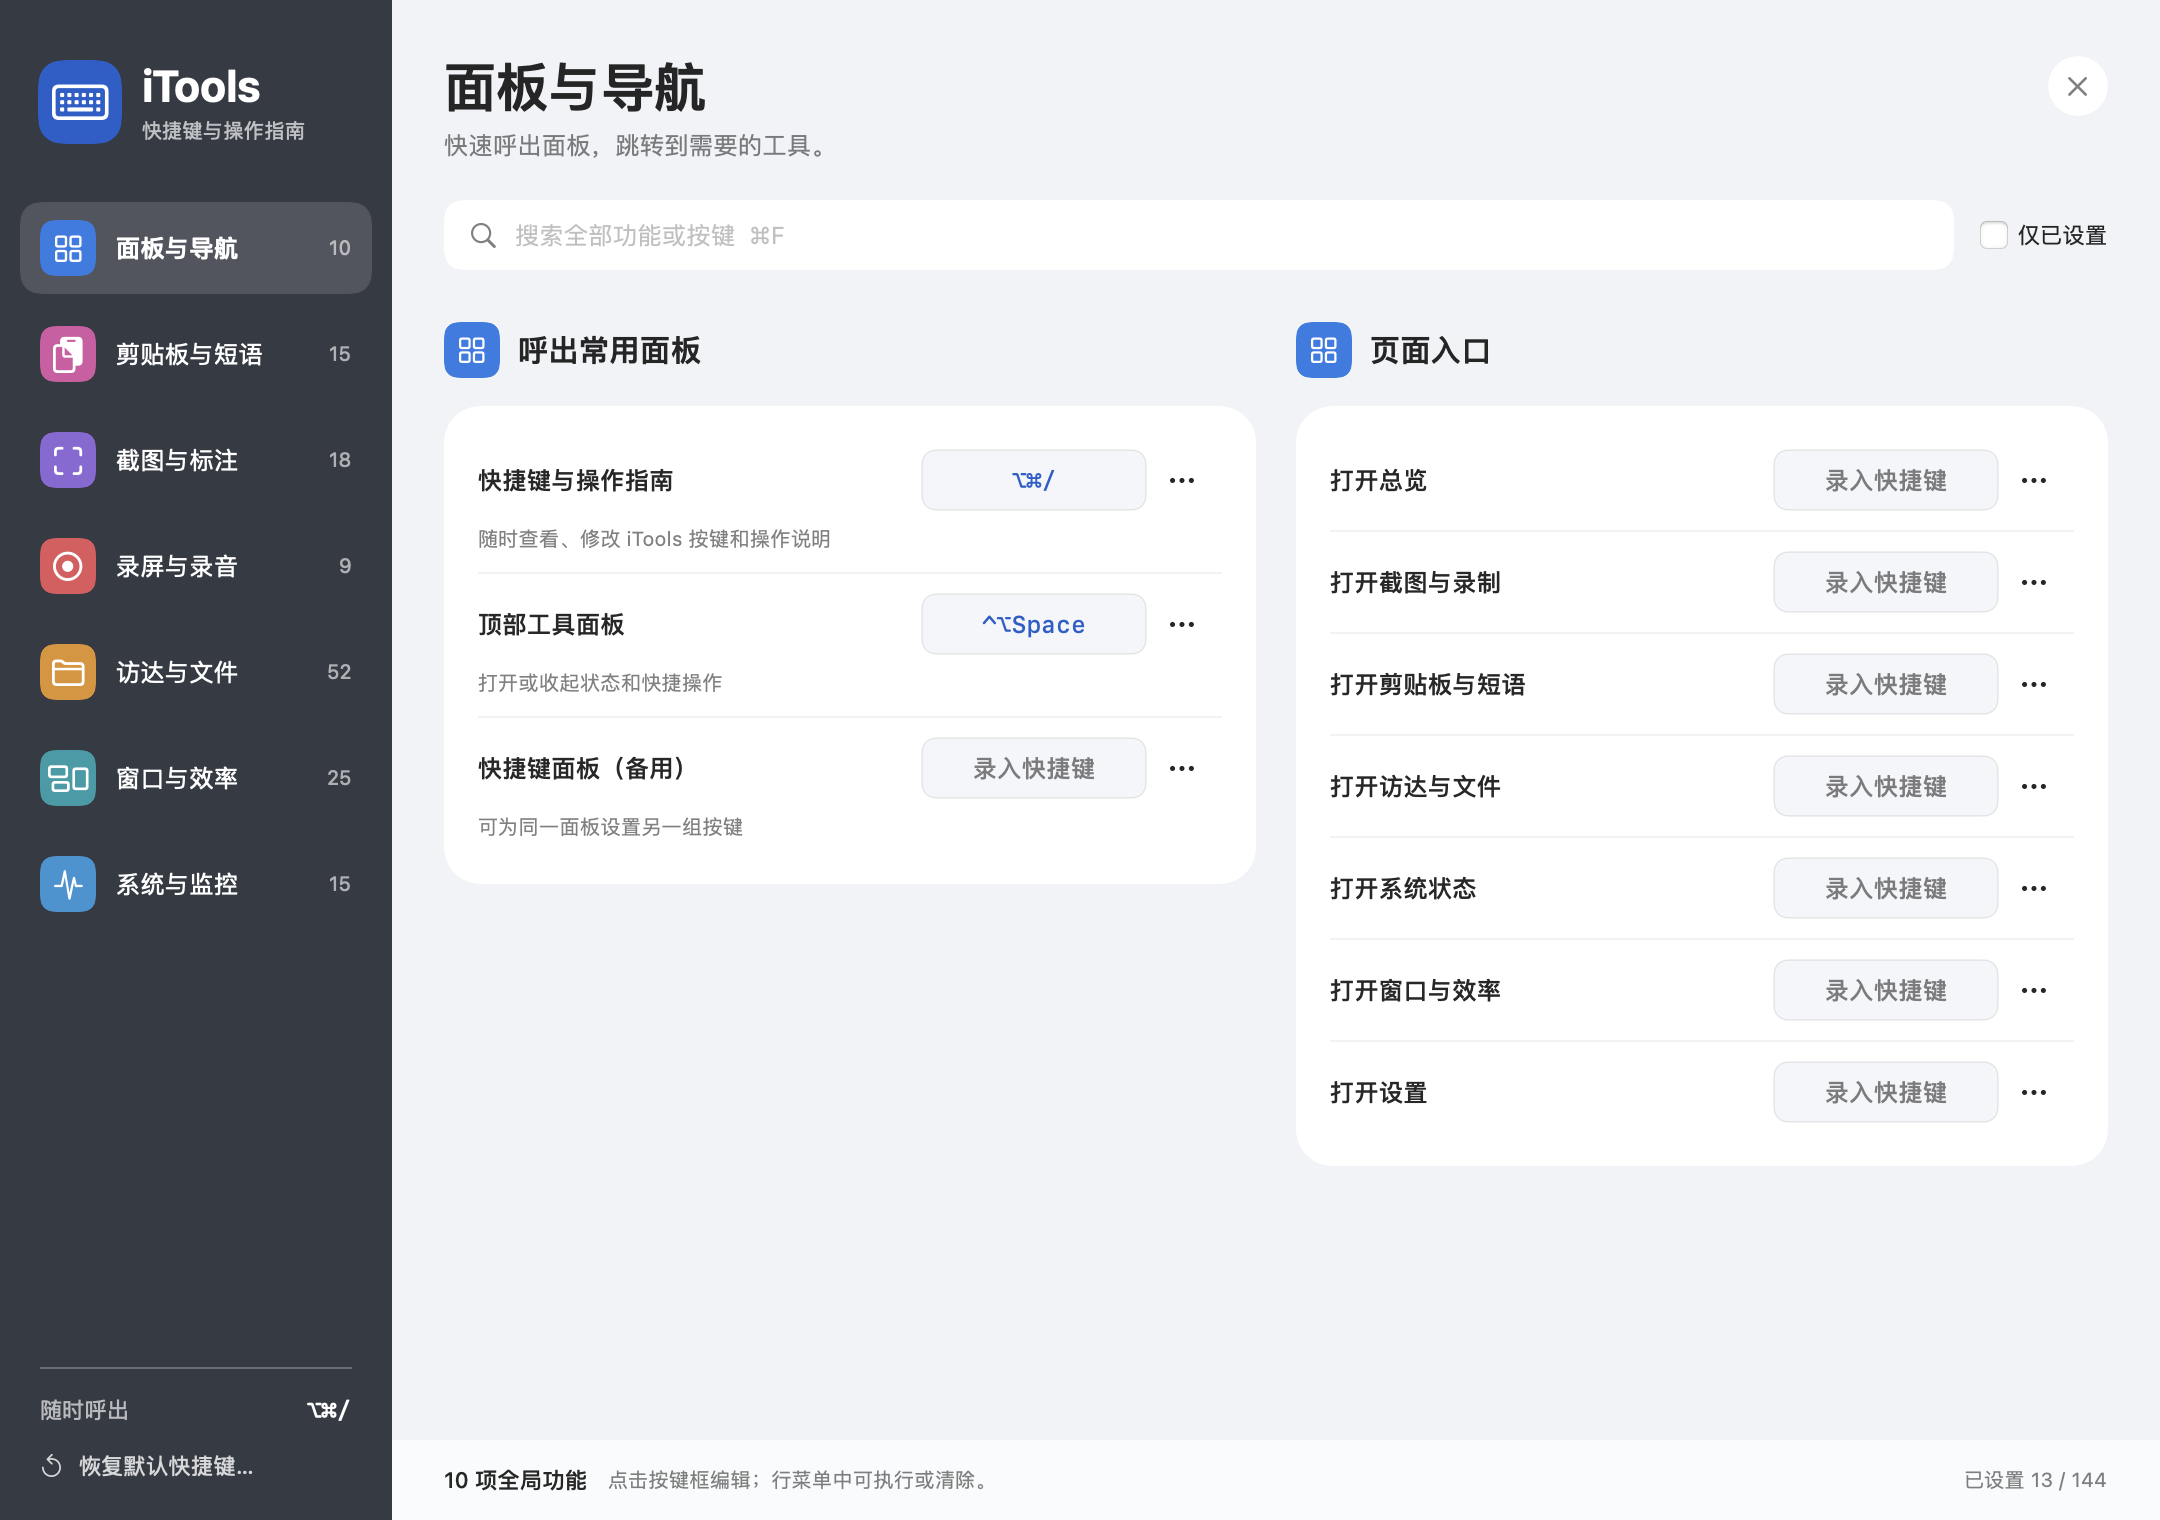 iTools
快捷键与操作指南
面板与导航 10
剪贴板与短语 15
截图与标注 18
录屏与录音 9
访达与文件 52
窗口与效率 25
系统与监控 15
随时呼出 ⌥⌘/
恢复默认快捷键...
面板与导航
快速呼出面板，跳转到需要的工具。
搜索全部功能或按键 ⌘F
仅已设置
呼出常用面板
快捷键与操作指南 ⌥⌘/
随时查看、修改 iTools 按键和操作说明
顶部工具面板 ^⌥Space
打开或收起状态和快捷操作
快捷键面板（备用） 录入快捷键
可为同一面板设置另一组按键
页面入口
打开总览 录入快捷键
打开截图与录制 录入快捷键
打开剪贴板与短语 录入快捷键
打开访达与文件 录入快捷键
打开系统状态 录入快捷键
打开窗口与效率 录入快捷键
打开设置 录入快捷键
10 项全局功能 点击按键框编辑；行菜单中可执行或清除。
已设置 13 / 144